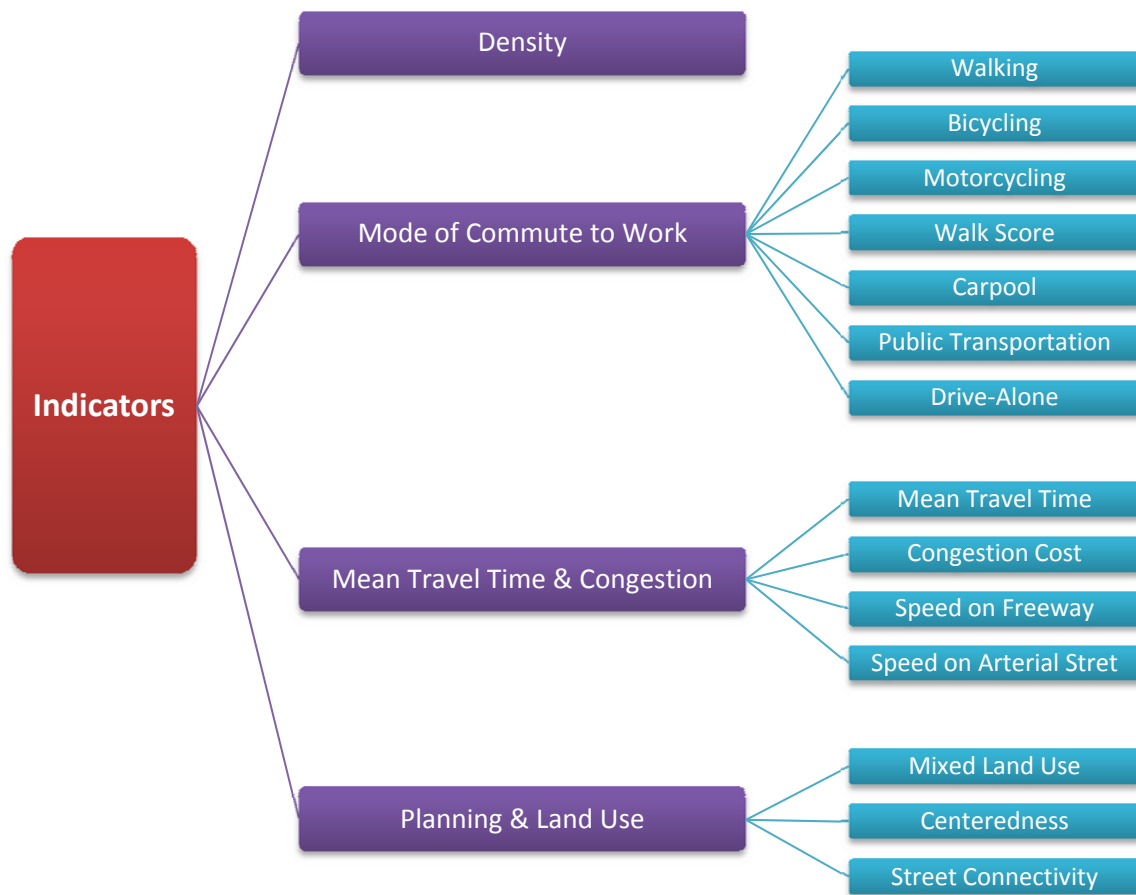 Indicators
Density
Mode of Commute to Work
Walking
Bicycling
Motorcycling
Walk Score
Carpool
Public Transportation
Drive-Alone
Mean Travel Time & Congestion
Mean Travel Time
Congestion Cost
Speed on Freeway
Speed on Arterial Stret
Planning & Land Use
Mixed Land Use
Centeredness
Street Connectivity